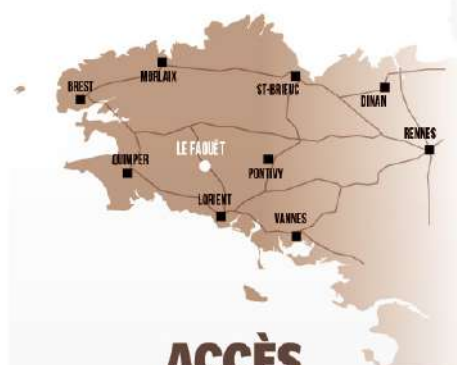 MORLAIX
BREST
ST-BRIEUC
DINAN
RENNES
LE FAOUËT
QUIMPER
PONTIVY
LORIENT
VANNES
ACCÈS